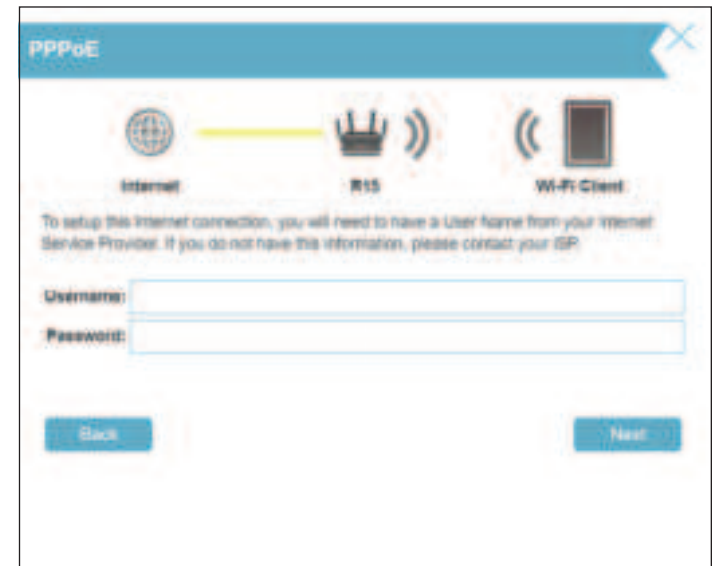 PPPoE
Internet R15 Wi-Fi Client
To setup this Internet connection, you will need to have a User Name from your Internet
Service Provider. If you do not have this information, please contact your ISP.
Username:
Password:
Back Next